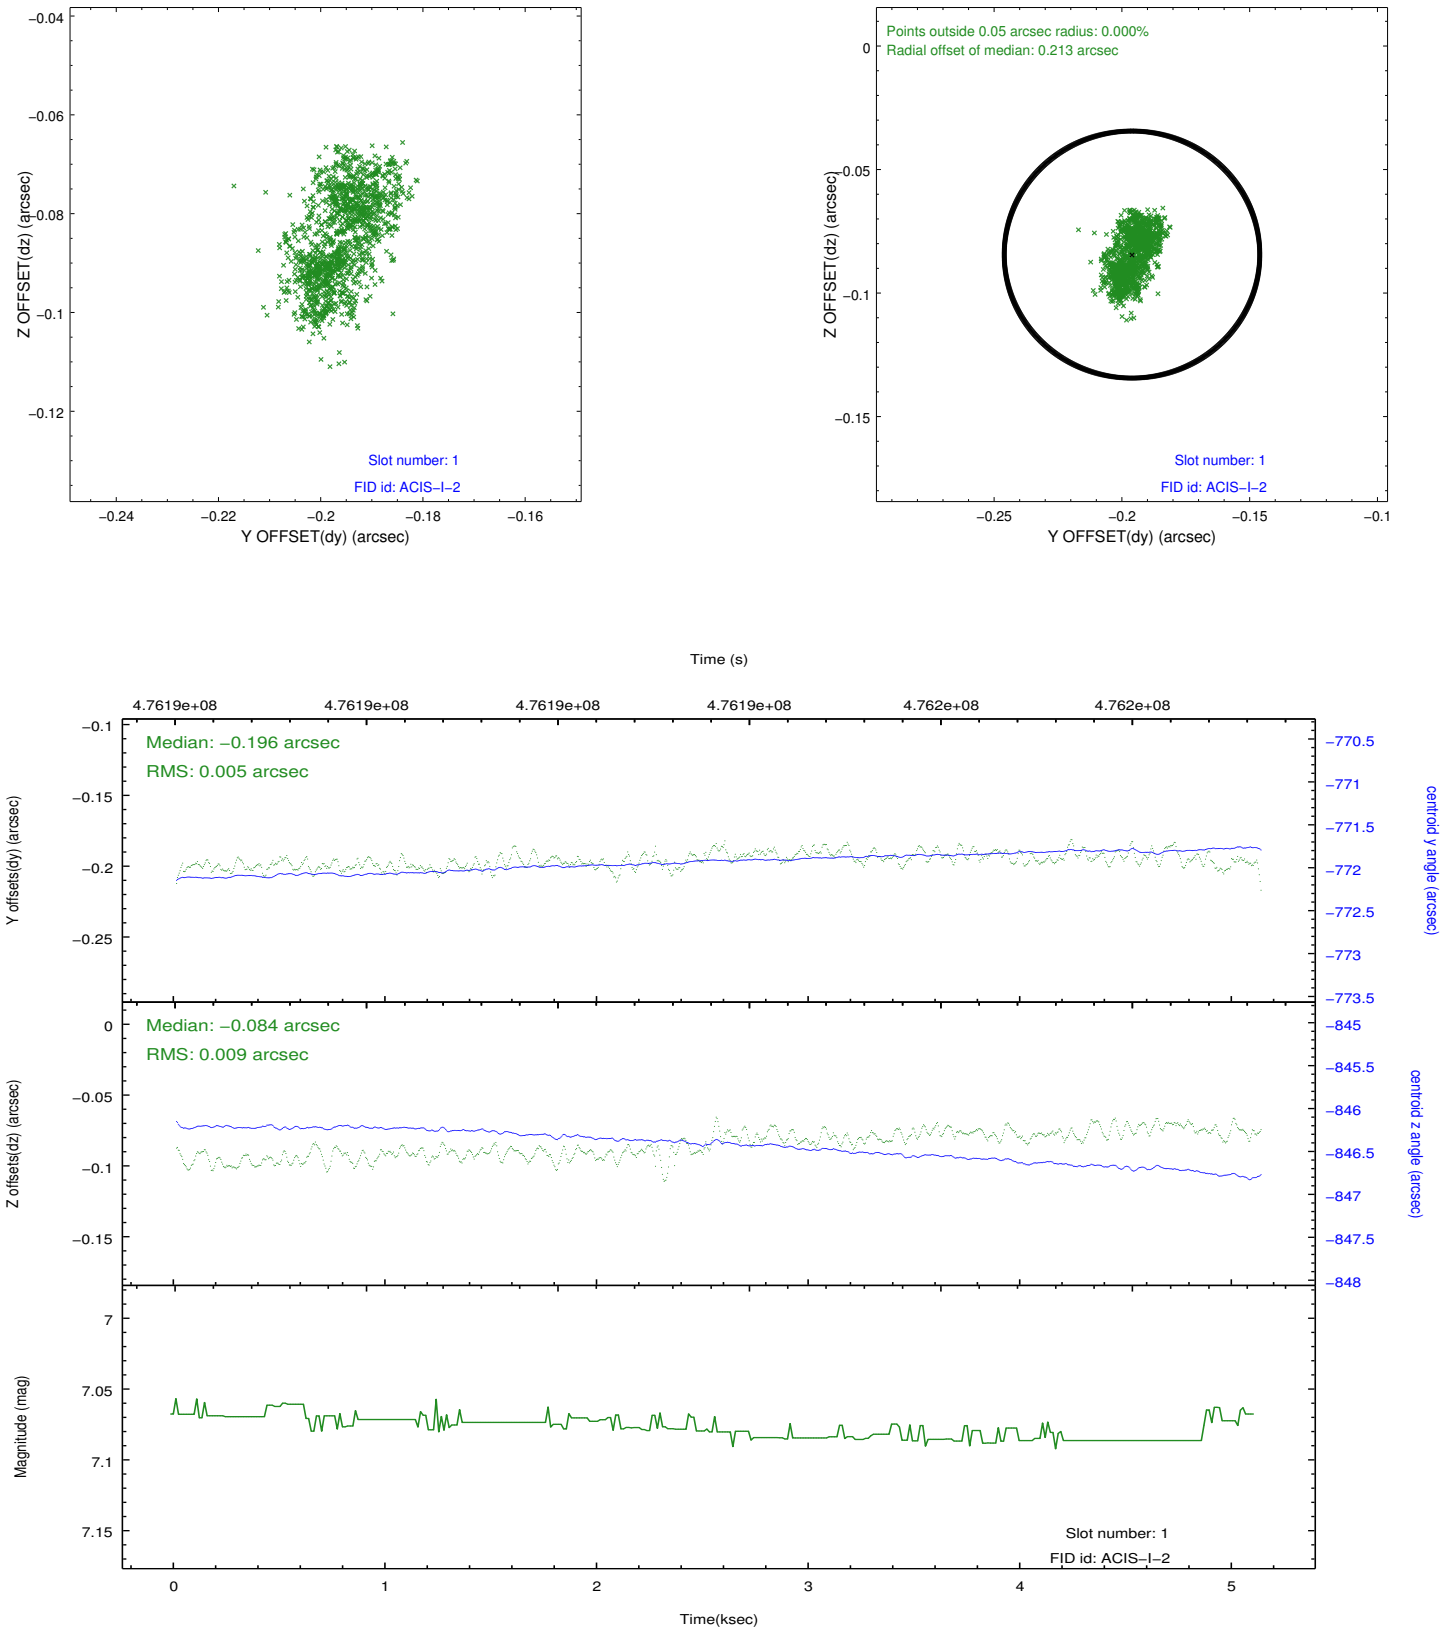 −0.04
−0.06
−0.08
−0.1
−0.12
Z OFFSET(dz) (arcsec)
Slot number: 1
FID id: ACIS−I−2
−0.24
−0.22
−0.2
−0.18
−0.16
Y OFFSET(dy) (arcsec)
Points outside 0.05 arcsec radius: 0.000%
Radial offset of median: 0.213 arcsec
0
−0.05
−0.1
−0.15
Z OFFSET(dz) (arcsec)
Slot number: 1
FID id: ACIS−I−2
−0.25
−0.2
−0.15
−0.1
Y OFFSET(dy) (arcsec)
Time (s)
4.7619e+08
4.7619e+08
4.7619e+08
4.7619e+08
4.762e+08
4.762e+08
Median: −0.196 arcsec
RMS: 0.005 arcsec
−0.1
−0.15
−0.2
−0.25
Y offsets(dy) (arcsec)
−770.5
−771
−771.5
−772
−772.5
−773
−773.5
centroid y angle (arcsec)
Median: −0.084 arcsec
RMS: 0.009 arcsec
0
−0.05
−0.1
−0.15
Z offsets(dz) (arcsec)
−845
−845.5
−846
−846.5
−847
−847.5
−848
centroid z angle (arcsec)
7
7.05
7.1
7.15
Magnitude (mag)
Slot number: 1
FID id: ACIS−I−2
0
1
2
3
4
5
Time(ksec)